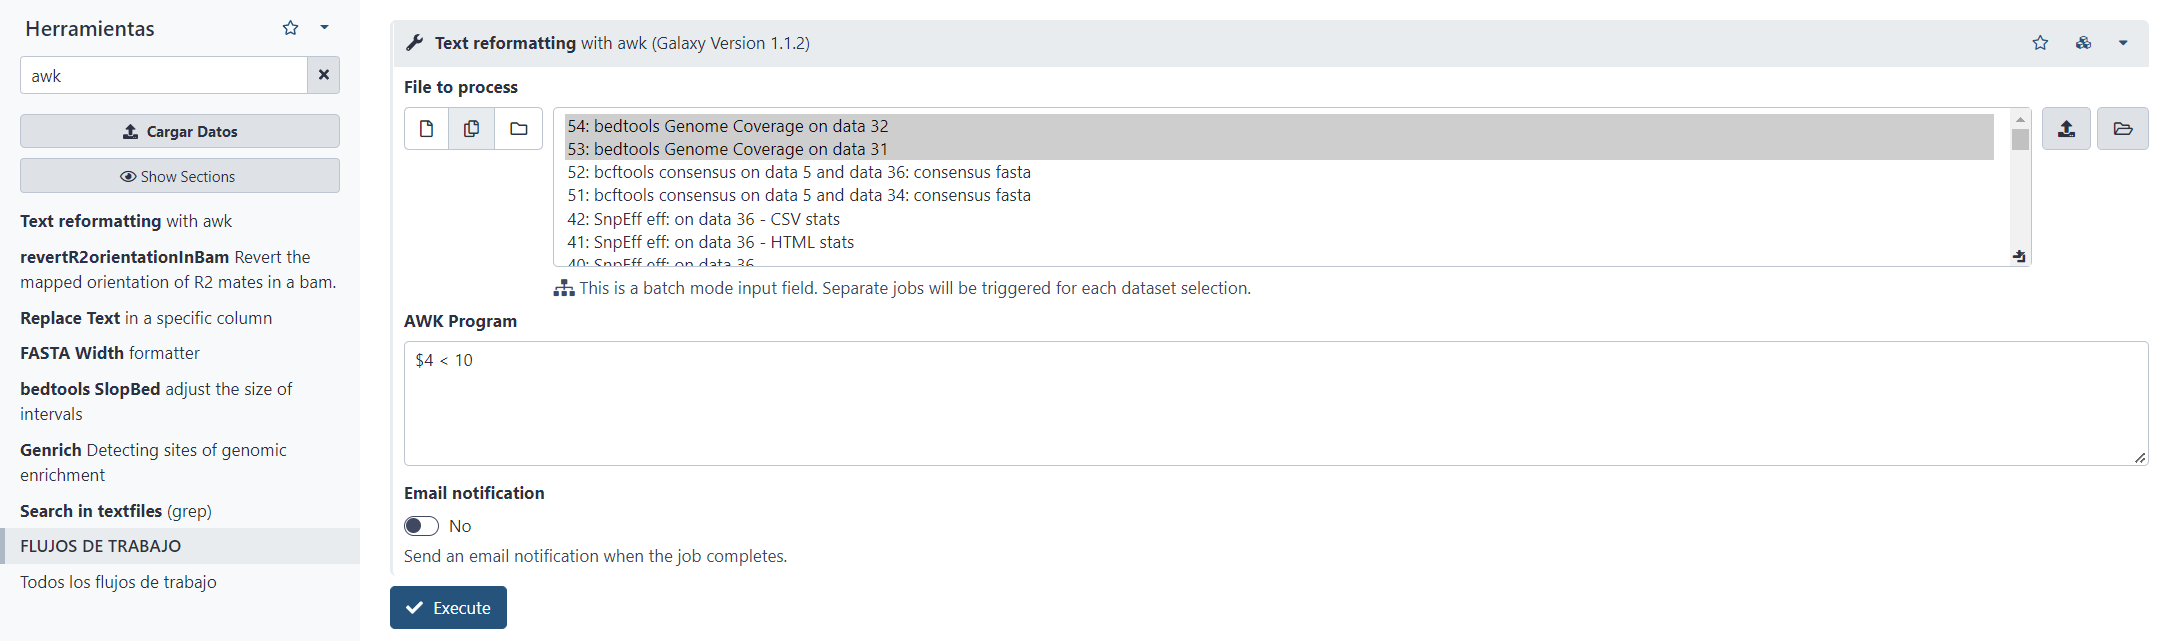 Herramientas
awk
Cargar Datos
Show Sections
Text reformatting with awk
revertR2orientationInBam Revert the
mapped orientation of R2 mates in a bam.
Replace Text in a specific column
FASTA Width formatter
bedtools SlopBed adjust the size of
intervals
Genrich Detecting sites of genomic
enrichment
Search in textfiles (grep)
FLUJOS DE TRABAJO
Todos los flujos de trabajo
Text reformatting with awk (Galaxy Version 1.1.2)
File to process
54: bedtools Genome Coverage on data 32
53: bedtools Genome Coverage on data 31
52: bcftools consensus on data 5 and data 36: consensus fasta
51: bcftools consensus on data 5 and data 34: consensus fasta
42: SnpEff eff: on data 36 - CSV stats
41: SnpEff eff: on data 36 - HTML stats
40: SnpEff eff: on data 36
This is a batch mode input field. Separate jobs will be triggered for each dataset selection.
AWK Program
$4 < 10
Email notification
No
Send an email notification when the job completes.
Execute